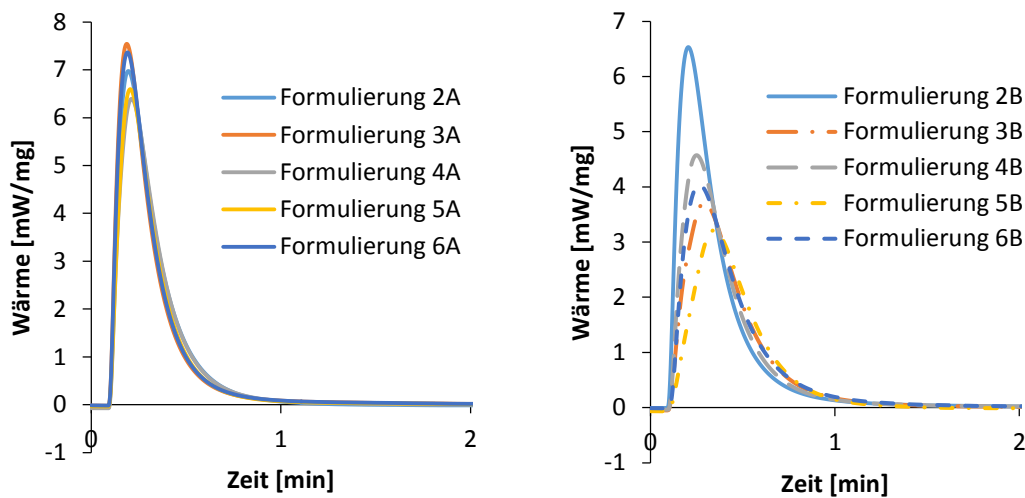 8
7
6
5
4
3
2
1
0
-1
0
1
2
Wärme [mW/mg]
Zeit [min]
Formulierung 2A
Formulierung 3A
Formulierung 4A
Formulierung 5A
Formulierung 6A
7
6
5
4
3
2
1
0
-1
0
1
2
Wärme [mW/mg]
Zeit [min]
Formulierung 2B
Formulierung 3B
Formulierung 4B
Formulierung 5B
Formulierung 6B